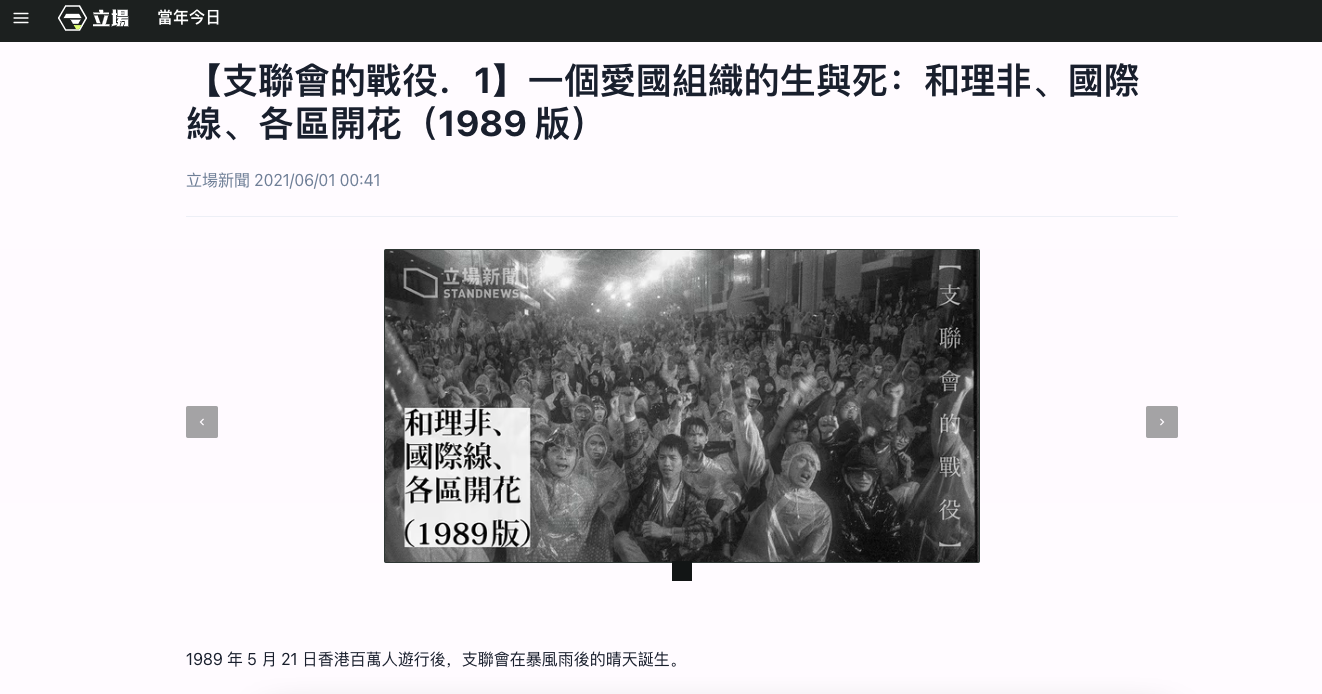 立場 當年今日
【支聯會的戰役．1】一個愛國組織的生與死：和理非、國際
線、各區開花（1989 版）
立場新聞 2021/06/01 00:41
立場新聞
STANDNEWS
【支聯會的戰役】
和理非、
國際線、
各區開花
（1989版）
1989 年 5 月 21 日香港百萬人遊行後，支聯會在暴風雨後的晴天誕生。